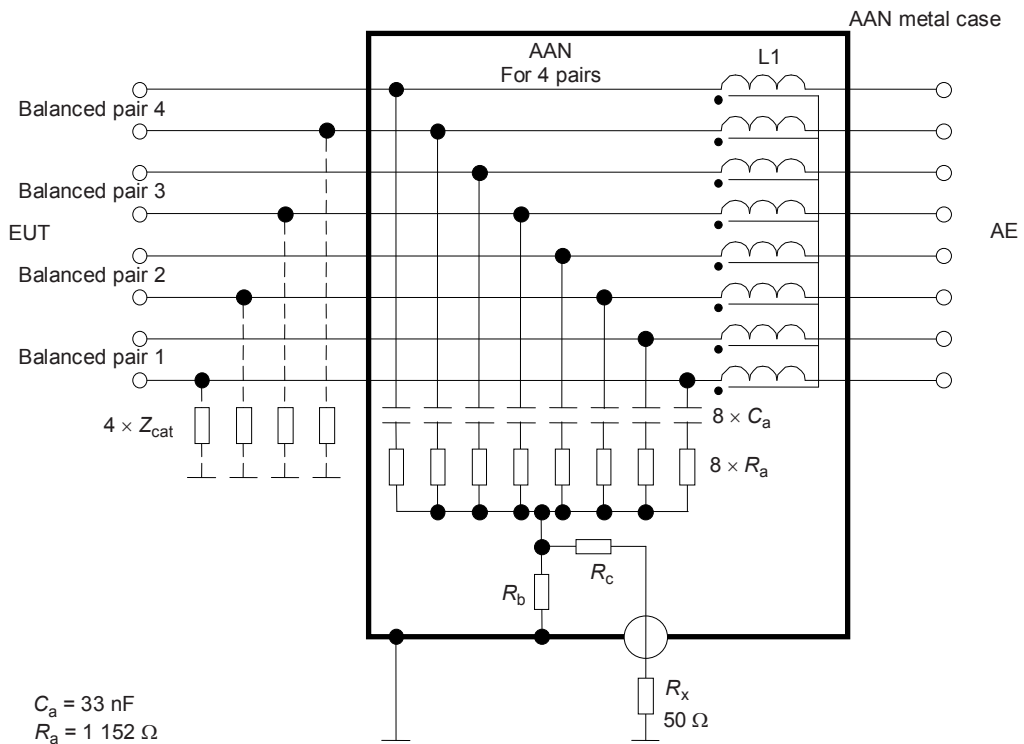 AAN metal case
AAN
For 4 pairs
L1
Balanced pair 4
Balanced pair 3
EUT
AE
Balanced pair 2
Balanced pair 1
4 × Zcat
8 × Ca
8 × Ra
Rc
Rb
Rx
50 Ω
Ca = 33 nF
Ra = 1 152 Ω